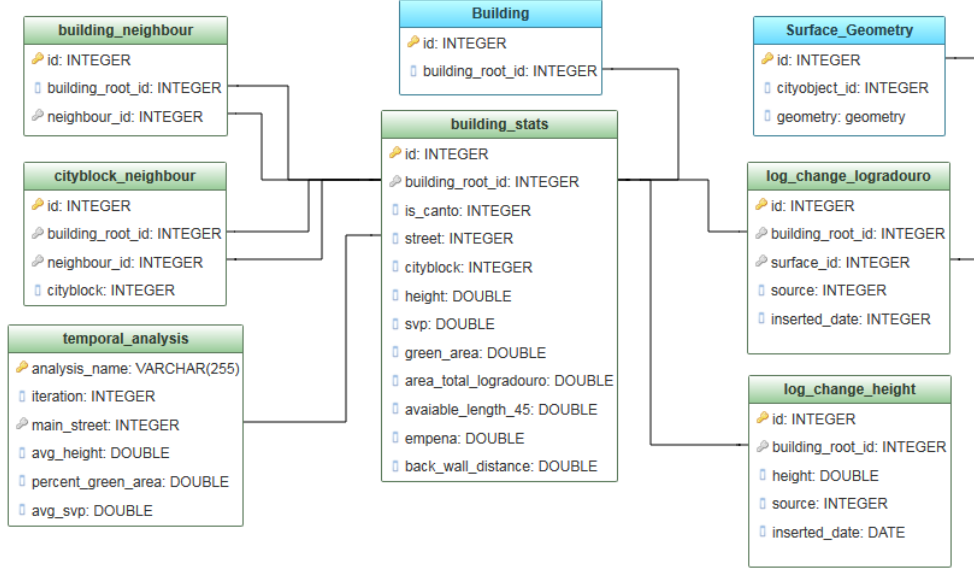 building_neighbour
id: INTEGER
building_root_id: INTEGER
neighbour_id: INTEGER
cityblock_neighbour
id: INTEGER
building_root_id: INTEGER
neighbour_id: INTEGER
cityblock: INTEGER
temporal_analysis
analysis_name: VARCHAR(255)
iteration: INTEGER
main_street: INTEGER
avg_height: DOUBLE
percent_green_area: DOUBLE
avg_svp: DOUBLE
Building
id: INTEGER
building_root_id: INTEGER
building_stats
id: INTEGER
building_root_id: INTEGER
is_canto: INTEGER
street: INTEGER
cityblock: INTEGER
height: DOUBLE
svp: DOUBLE
green_area: DOUBLE
area_total_logradouro: DOUBLE
avaiable_length_45: DOUBLE
empena: DOUBLE
back_wall_distance: DOUBLE
Surface_Geometry
id: INTEGER
cityobject_id: INTEGER
geometry: geometry
log_change_logradouro
id: INTEGER
building_root_id: INTEGER
surface_id: INTEGER
source: INTEGER
inserted_date: INTEGER
log_change_height
id: INTEGER
building_root_id: INTEGER
height: DOUBLE
source: INTEGER
inserted_date: DATE